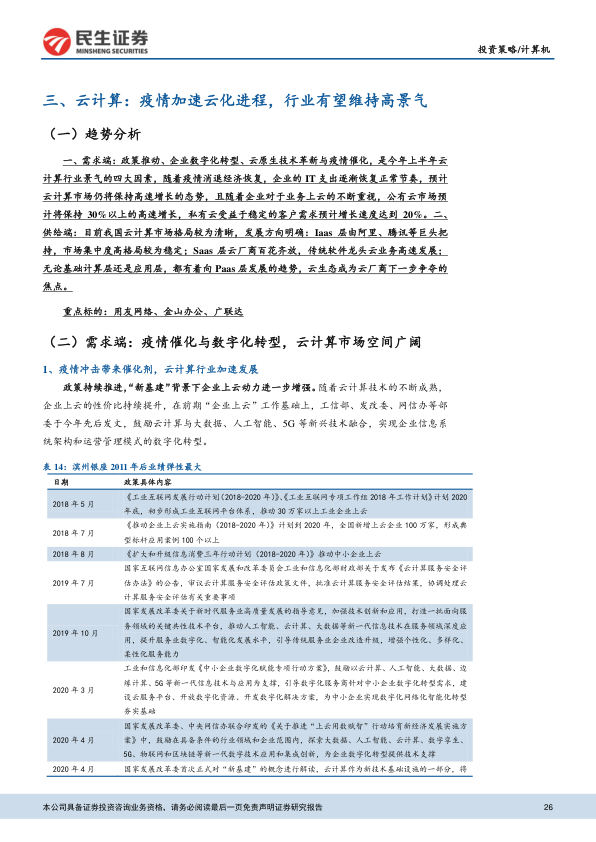 民生证券
MINSHENG SECURITIES
投资策略/计算机
三、云计算：疫情加速云化进程，行业有望维持高景气
（一）趋势分析
一、需求端：政策推动、企业数字化转型、云原生技术革新与疫情催化，是今年上半年云
计算行业景气的四大因素，随着疫情消退经济恢复，企业的 IT 支出逐渐恢复正常节奏，预计
云计算市场仍将保持高速增长的态势，且随着企业对于业务上云的不断重视，公有云市场预
计将保持 30%以上的高速增长，私有云受益于稳定的客户需求预计增长速度达到 20%。二、
供给端：目前我国云计算市场格局较为清晰，发展方向明确：Iaas 层由阿里、腾讯等巨头把
持，市场集中度高格局较为稳定；Saas 层云厂商百花齐放，传统软件龙头云业务高速发展；
无论基础计算层还是应用层，都有着向 Paas 层发展的趋势，云生态成为云厂商下一步争夺的
焦点。
重点标的：用友网络、金山办公、广联达
（二）需求端：疫情催化与数字化转型，云计算市场空间广阔
1、疫情冲击带来催化剂，云计算行业加速发展
政策持续推进，“新基建”背景下企业上云动力进一步增强。随着云计算技术的不断成熟，
企业上云的性价比持续提升，在前期“企业上云”工作基础上，工信部、发改委、网信办等部
委于今年先后发文，鼓励云计算与大数据、人工智能、5G 等新兴技术融合，实现企业信息系
统架构和运营管理模式的数字化转型。
表 14：滨州银座 2011 年后业绩弹性最大
日期 政策具体内容
2018 年 5 月 《工业互联网发展行动计划（2018-2020 年）》、《工业互联网专项工作组 2018 年工作计划》计划 2020
年底，初步形成工业互联网平台体系，推动 30 万家以上工业企业上云
2018 年 7 月 《推动企业上云实施指南（2018-2020 年）》计划到 2020 年，全国新增上云企业 100 万家，形成典
型标杆应用案例 100 个以上
2018 年 8 月 《扩大和升级信息消费三年行动计划（2018-2020 年）》推动中小企业上云
2019 年 7 月 国家互联网信息办公室国家发展和改革委员会工业和信息化部财政部关于发布《云计算服务安全评
估办法》的公告，审议云计算服务安全评估政策文件，批准云计算服务安全评估结果，协调处理云
计算服务安全评估有关重要事项
2019 年 10 月 国家发展改革委关于新时代服务业高质量发展的指导意见，加强技术创新和应用，打造一批面向服
务领域的关键共性技术平台，推动人工智能、云计算、大数据等新一代信息技术在服务领域深度应
用，提升服务业数字化、智能化发展水平，引导传统服务业企业改造升级，增强个性化、多样化、
柔性化服务能力
2020 年 3 月 工业和信息化部印发《中小企业数字化赋能专项行动方案》，鼓励以云计算、人工智能、大数据、边
缘计算、5G 等新一代信息技术与应用为支撑，引导数字化服务商针对中小企业数字化转型需求，建
设云服务平台、开放数字化资源、开发数字化解决方案，为中小企业实现数字化网络化智能化转型
夯实基础
2020 年 4 月 国家发展改革委、中央网信办联合印发的《关于推进“上云用数赋智”行动培育新经济发展实施方
案》中，鼓励在具备条件的行业领域和企业范围内，探索大数据、人工智能、云计算、数字孪生、
5G、物联网和区块链等新一代数字技术应用和集成创新，为企业数字化转型提供技术支撑
2020 年 4 月 国家发展改革委首次正式对“新基建”的概念进行解读，云计算作为新技术基础设施的一部分，将
本公司具备证券投资咨询业务资格，请务必阅读最后一页免责声明证券研究报告 26